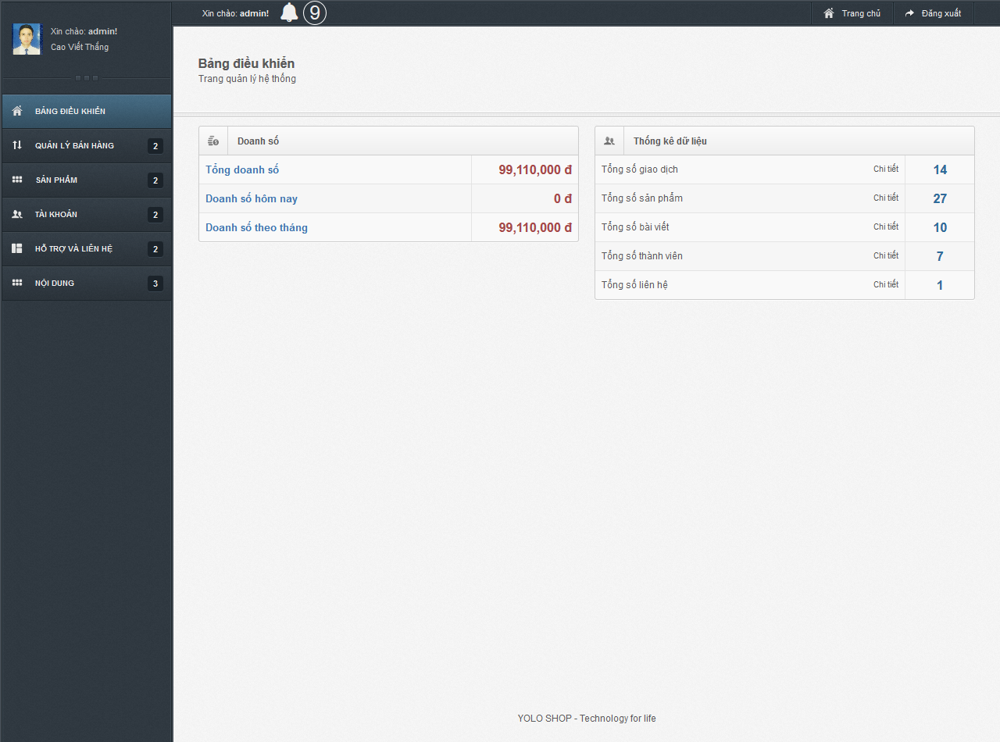 Xin chào: admin!
Cao Viết Thắng
BẢNG ĐIỀU KHIỂN
QUẢN LÝ BÁN HÀNG 2
SẢN PHẨM 2
TÀI KHOẢN 2
HỖ TRỢ VÀ LIÊN HỆ 2
NỘI DUNG 3
Xin chào: admin! 9
Trang chủ
Đăng xuất
Bảng điều khiển
Trang quản lý hệ thống
Doanh số
Tổng doanh số 99,110,000 đ
Doanh số hôm nay 0 đ
Doanh số theo tháng 99,110,000 đ
Thống kê dữ liệu
Tổng số giao dịch Chi tiết 14
Tổng số sản phẩm Chi tiết 27
Tổng số bài viết Chi tiết 10
Tổng số thành viên Chi tiết 7
Tổng số liên hệ Chi tiết 1
YOLO SHOP - Technology for life